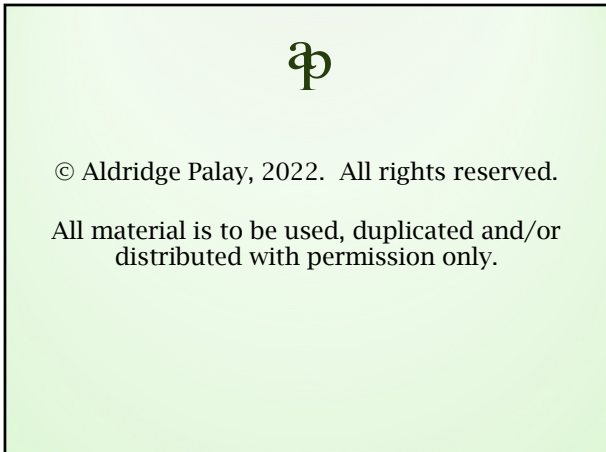 ap
© Aldridge Palay, 2022.  All rights reserved.
All material is to be used, duplicated and/or
distributed with permission only.